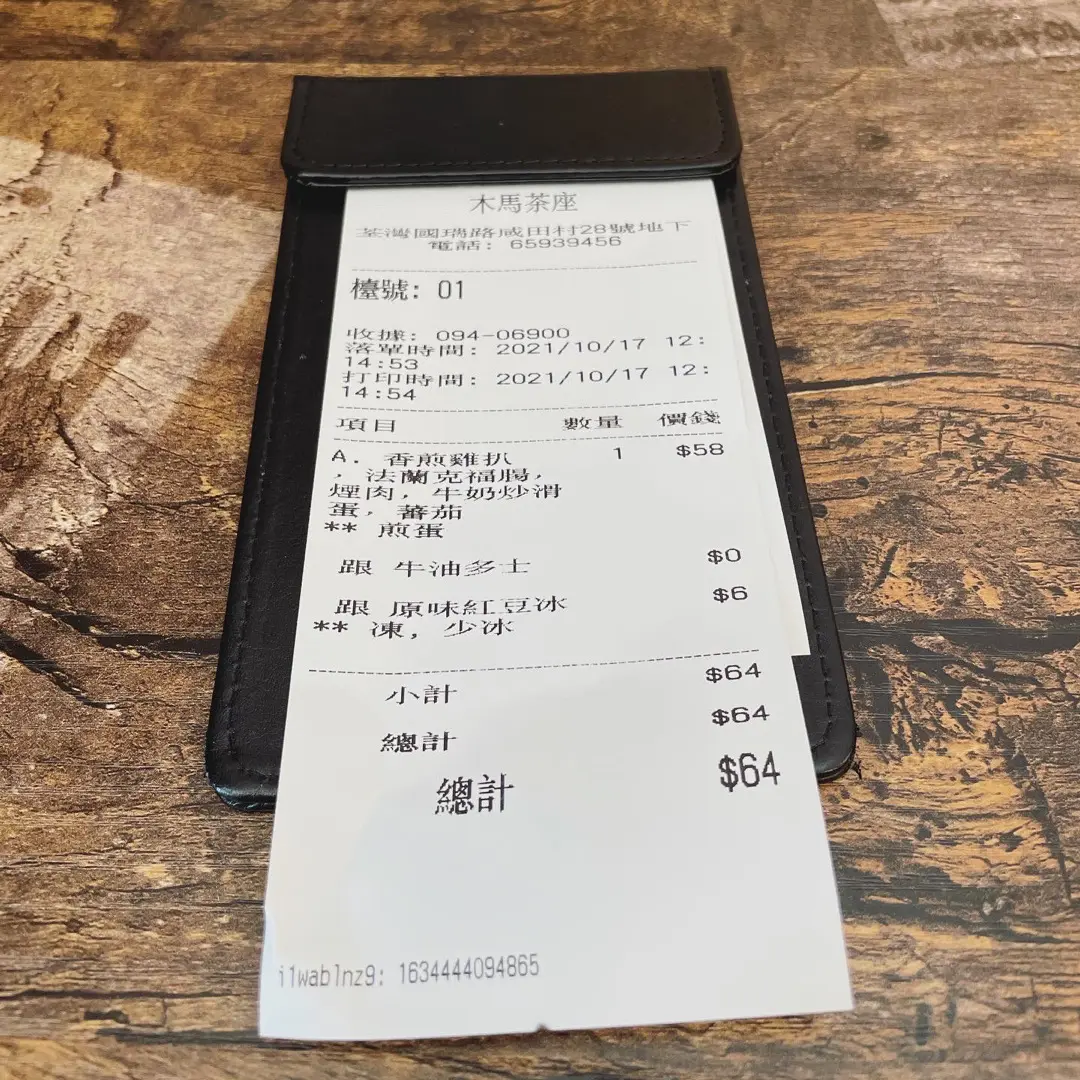 木馬茶座
荃灣國瑞路咸田村28號地下
電話: 65939456
檯號: 01
收據: 094-06900
落單時間: 2021/10/17 12:
14:53
打印時間: 2021/10/17 12:
14:54
項目 數量 價錢
A. 香煎雞扒 1 $58
, 法蘭克福腸,
煙肉, 牛奶炒滑
蛋, 蕃茄
** 煎蛋
跟 牛油多士 $0
跟 原味紅豆冰 $6
** 凍, 少冰
小計 $64
總計 $64
總計 $64
i1wab1nz9: 1634444094865